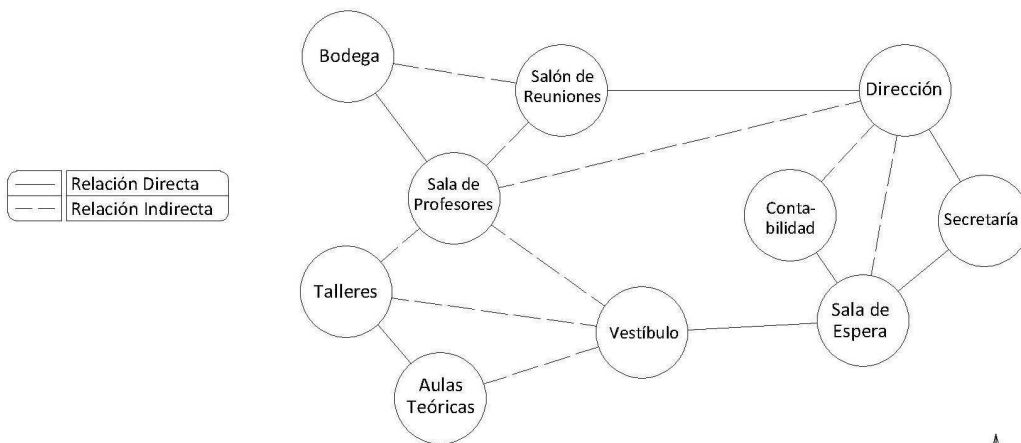 Bodega
Salón de
Reuniones
Dirección
Relación Directa
Relación Indirecta
Sala de
Profesores
Conta-
bilidad
Secretaría
Talleres
Vestíbulo
Sala de
Espera
Aulas
Teóricas